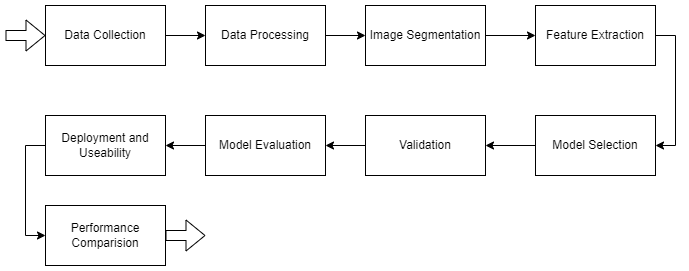 Data Collection
Data Processing
Image Segmentation
Feature Extraction
Model Selection
Validation
Model Evaluation
Deployment and
Useability
Performance
Comparision